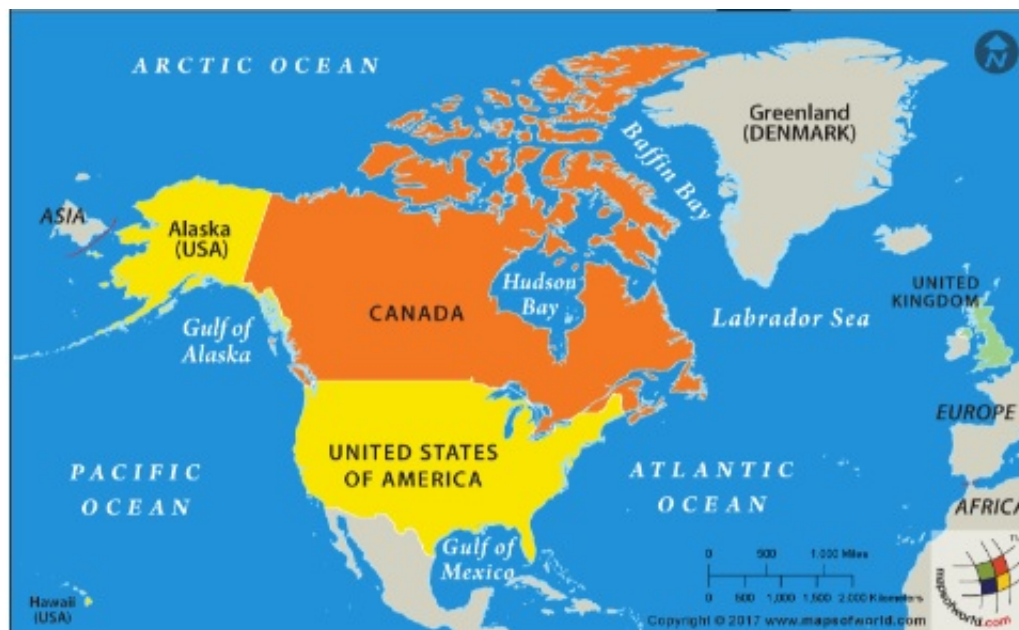 ARCTIC OCEAN
N
Greenland
(DENMARK)
Baffin Bay
ASIA
Alaska
(USA)
Hudson
Bay
UNITED
KINGDOM
CANADA
Gulf of
Alaska
Labrador Sea
EUROPE
UNITED STATES
OF AMERICA
PACIFIC
OCEAN
ATLANTIC
OCEAN
AFRICA
Gulf of
Mexico
0 500 1,000 Miles
0 500 1,000 1,500 2,000 Kilometers
Hawaii
(USA)
mapsofworld.com
Copyright © 2017 www.mapsofworld.com